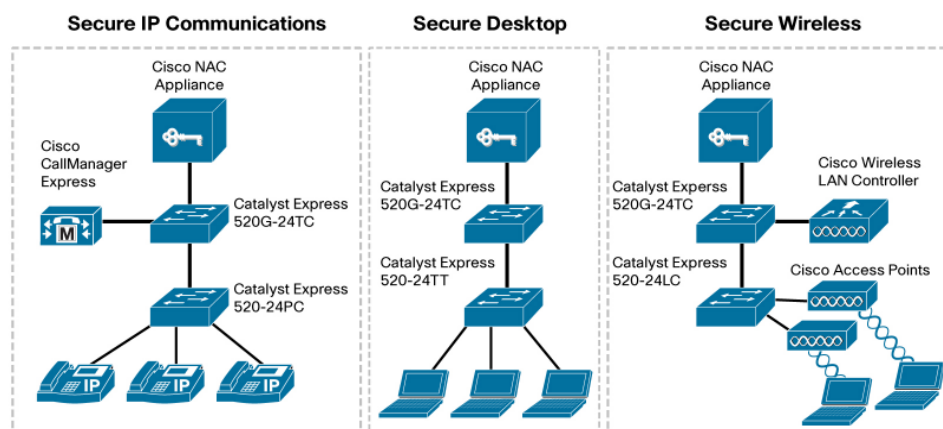 Secure IP Communications
Cisco NAC
Appliance
Cisco
CallManager
Express
M
Catalyst Express
520G-24TC
Catalyst Express
520-24PC
IP
IP
IP
Secure Desktop
Cisco NAC
Appliance
Catalyst Express
520G-24TC
Catalyst Express
520-24TT
Secure Wireless
Cisco NAC
Appliance
Catalyst Experss
520G-24TC
Cisco Wireless
LAN Controller
Catalyst Express
520-24LC
Cisco Access Points